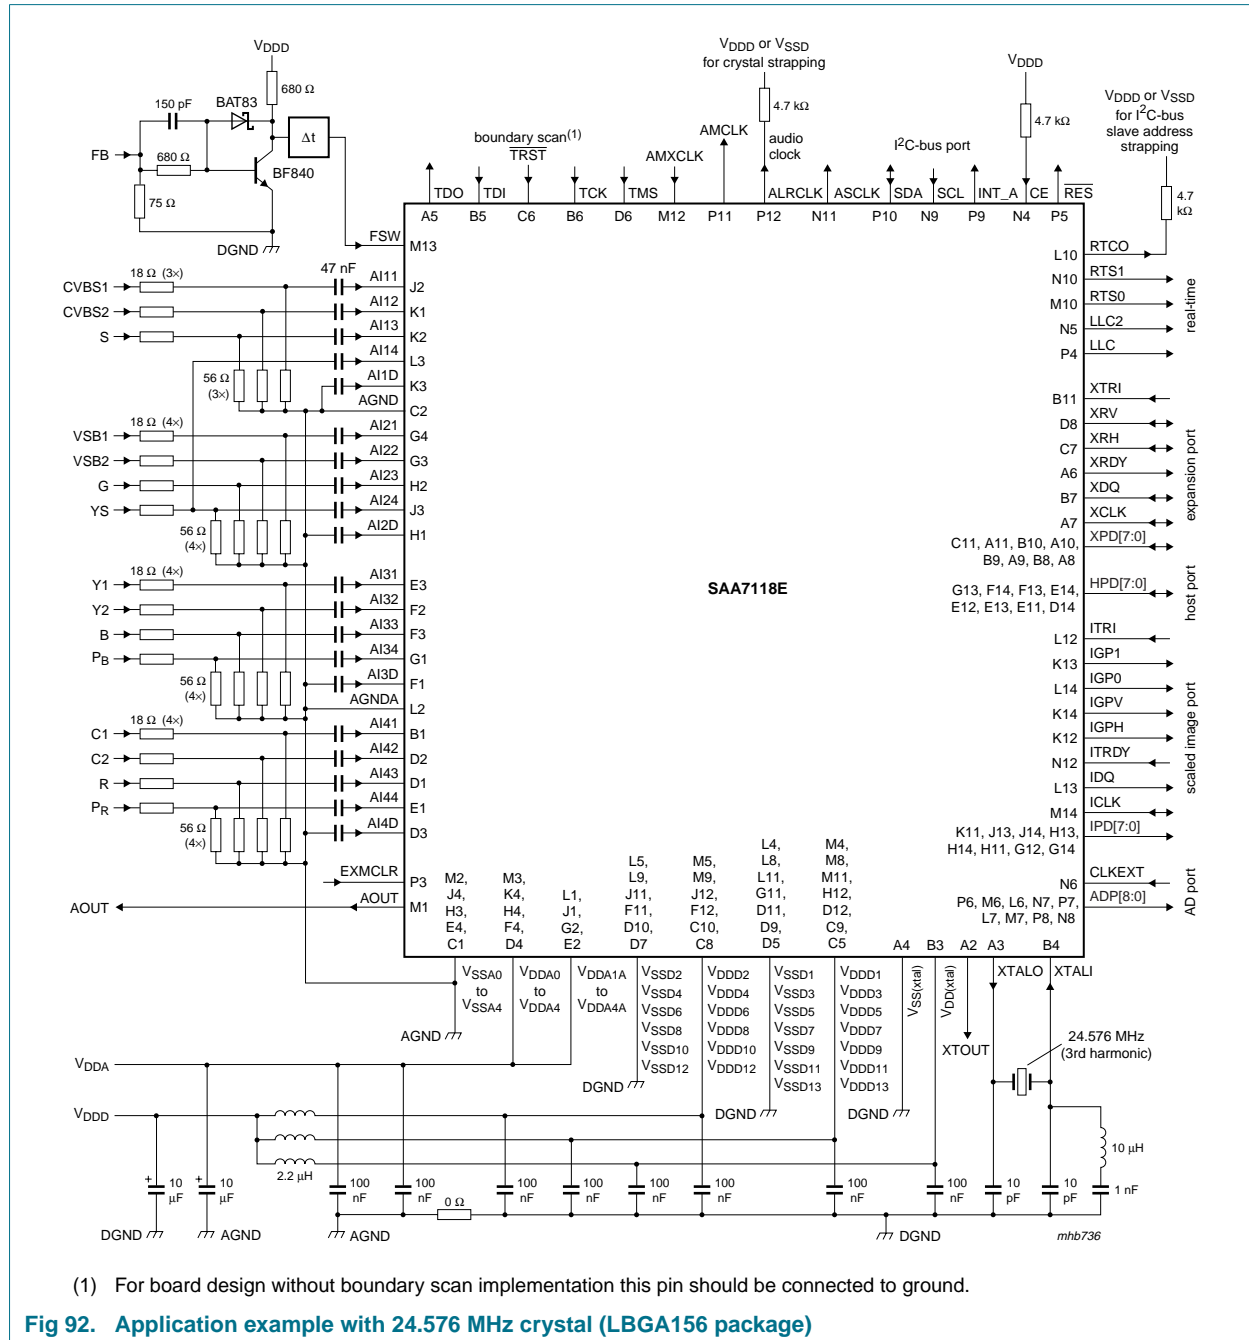 VDDD
680 Ω
BAT83
150 pF
FB
680 Ω
BF840
75 Ω
Δt
DGND
VDDD or VSSD
for crystal strapping
4.7 kΩ
audio
clock
boundary scan(1)
TRST
AMXCLK
AMCLK
I2C-bus port
VDDD
4.7 kΩ
VDDD or VSSD
for I2C-bus
slave address
strapping
4.7
kΩ
TDO
TDI
TCK
TMS
ALRCLK
ASCLK
SDA
SCL
INT_A
CE
RES
A5
B5
C6
B6
D6
M12
P11
P12
N11
P10
N9
P9
N4
P5
FSW
M13
47 nF
18 Ω (3×)
CVBS1
AI11
J2
CVBS2
AI12
K1
S
AI13
K2
AI14
L3
56 Ω
(3×)
AI1D
K3
AGND
C2
18 Ω (4×)
VSB1
AI21
G4
VSB2
AI22
G3
G
AI23
H2
YS
AI24
J3
56 Ω
(4×)
AI2D
H1
18 Ω (4×)
Y1
AI31
E3
Y2
AI32
F2
B
AI33
F3
PB
AI34
G1
56 Ω
(4×)
AI3D
F1
AGNDA
L2
18 Ω (4×)
C1
AI41
B1
C2
AI42
D2
R
AI43
D1
PR
AI44
E1
56 Ω
(4×)
AI4D
D3
EXMCLR
P3
AOUT
AOUT
M1
SAA7118E
L10
RTCO
N10
RTS1
M10
RTS0
N5
LLC2
P4
LLC
real-time
B11
XTRI
D8
XRV
C7
XRH
A6
XRDY
B7
XDQ
A7
XCLK
C11, A11, B10, A10,
B9, A9, B8, A8
XPD[7:0]
expansion port
G13, F14, F13, E14,
E12, E13, E11, D14
HPD[7:0]
host port
L12
ITRI
K13
IGP1
L14
IGP0
K14
IGPV
K12
IGPH
N12
ITRDY
L13
IDQ
M14
ICLK
K11, J13, J14, H13,
H14, H11, G12, G14
IPD[7:0]
scaled image port
N6
CLKEXT
P6, M6, L6, N7, P7,
L7, M7, P8, N8
ADP[8:0]
AD port
M2,
J4,
H3,
E4,
C1
M3,
K4,
H4,
F4,
D4
L1,
J1,
G2,
E2
L5,
L9,
J11,
F11,
D10,
D7
M5,
M9,
J12,
F12,
C10,
C8
L4,
L8,
L11,
G11,
D11,
D9,
D5
M4,
M8,
M11,
H12,
D12,
C9,
C5
A4
B3
A2
A3
B4
VSSA0
to
VSSA4
VDDA0
to
VDDA4
VDDA1A
to
VDDA4A
VSSD2
VSSD4
VSSD6
VSSD8
VSSD10
VSSD12
VDDD2
VDDD4
VDDD6
VDDD8
VDDD10
VDDD12
VSSD1
VSSD3
VSSD5
VSSD7
VSSD9
VSSD11
VSSD13
VDDD1
VDDD3
VDDD5
VDDD7
VDDD9
VDDD11
VDDD13
VSS(xtal)
VDD(xtal)
XTALO
XTALI
XTOUT
24.576 MHz
(3rd harmonic)
AGND
DGND
DGND
DGND
VDDA
VDDD
2.2 μH
10 μH
+
10
μF
+
10
μF
100
nF
100
nF
0 Ω
100
nF
100
nF
100
nF
100
nF
100
nF
100
nF
10
pF
10
pF
1 nF
DGND
AGND
AGND
DGND
mhb736
(1) For board design without boundary scan implementation this pin should be connected to ground.
Fig 92. Application example with 24.576 MHz crystal (LBGA156 package)